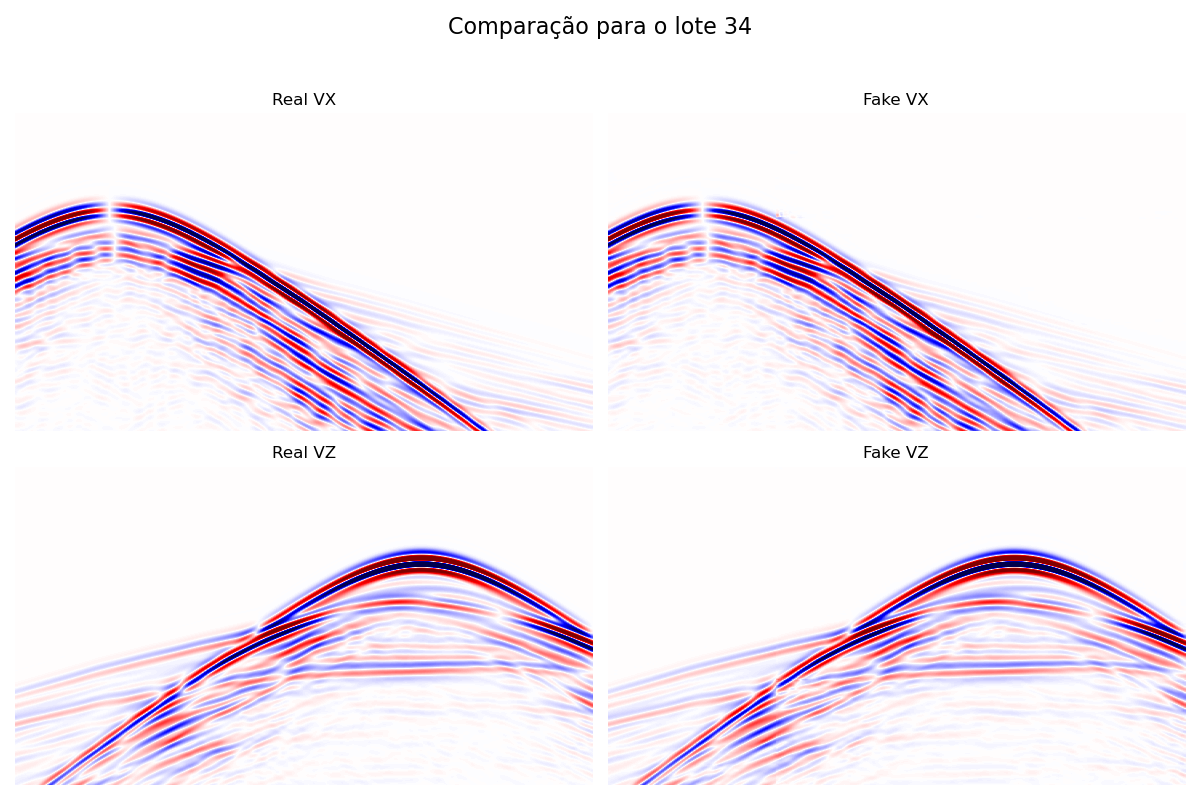 Comparação para o lote 34
Real VX
Fake VX
Real VZ
Fake VZ